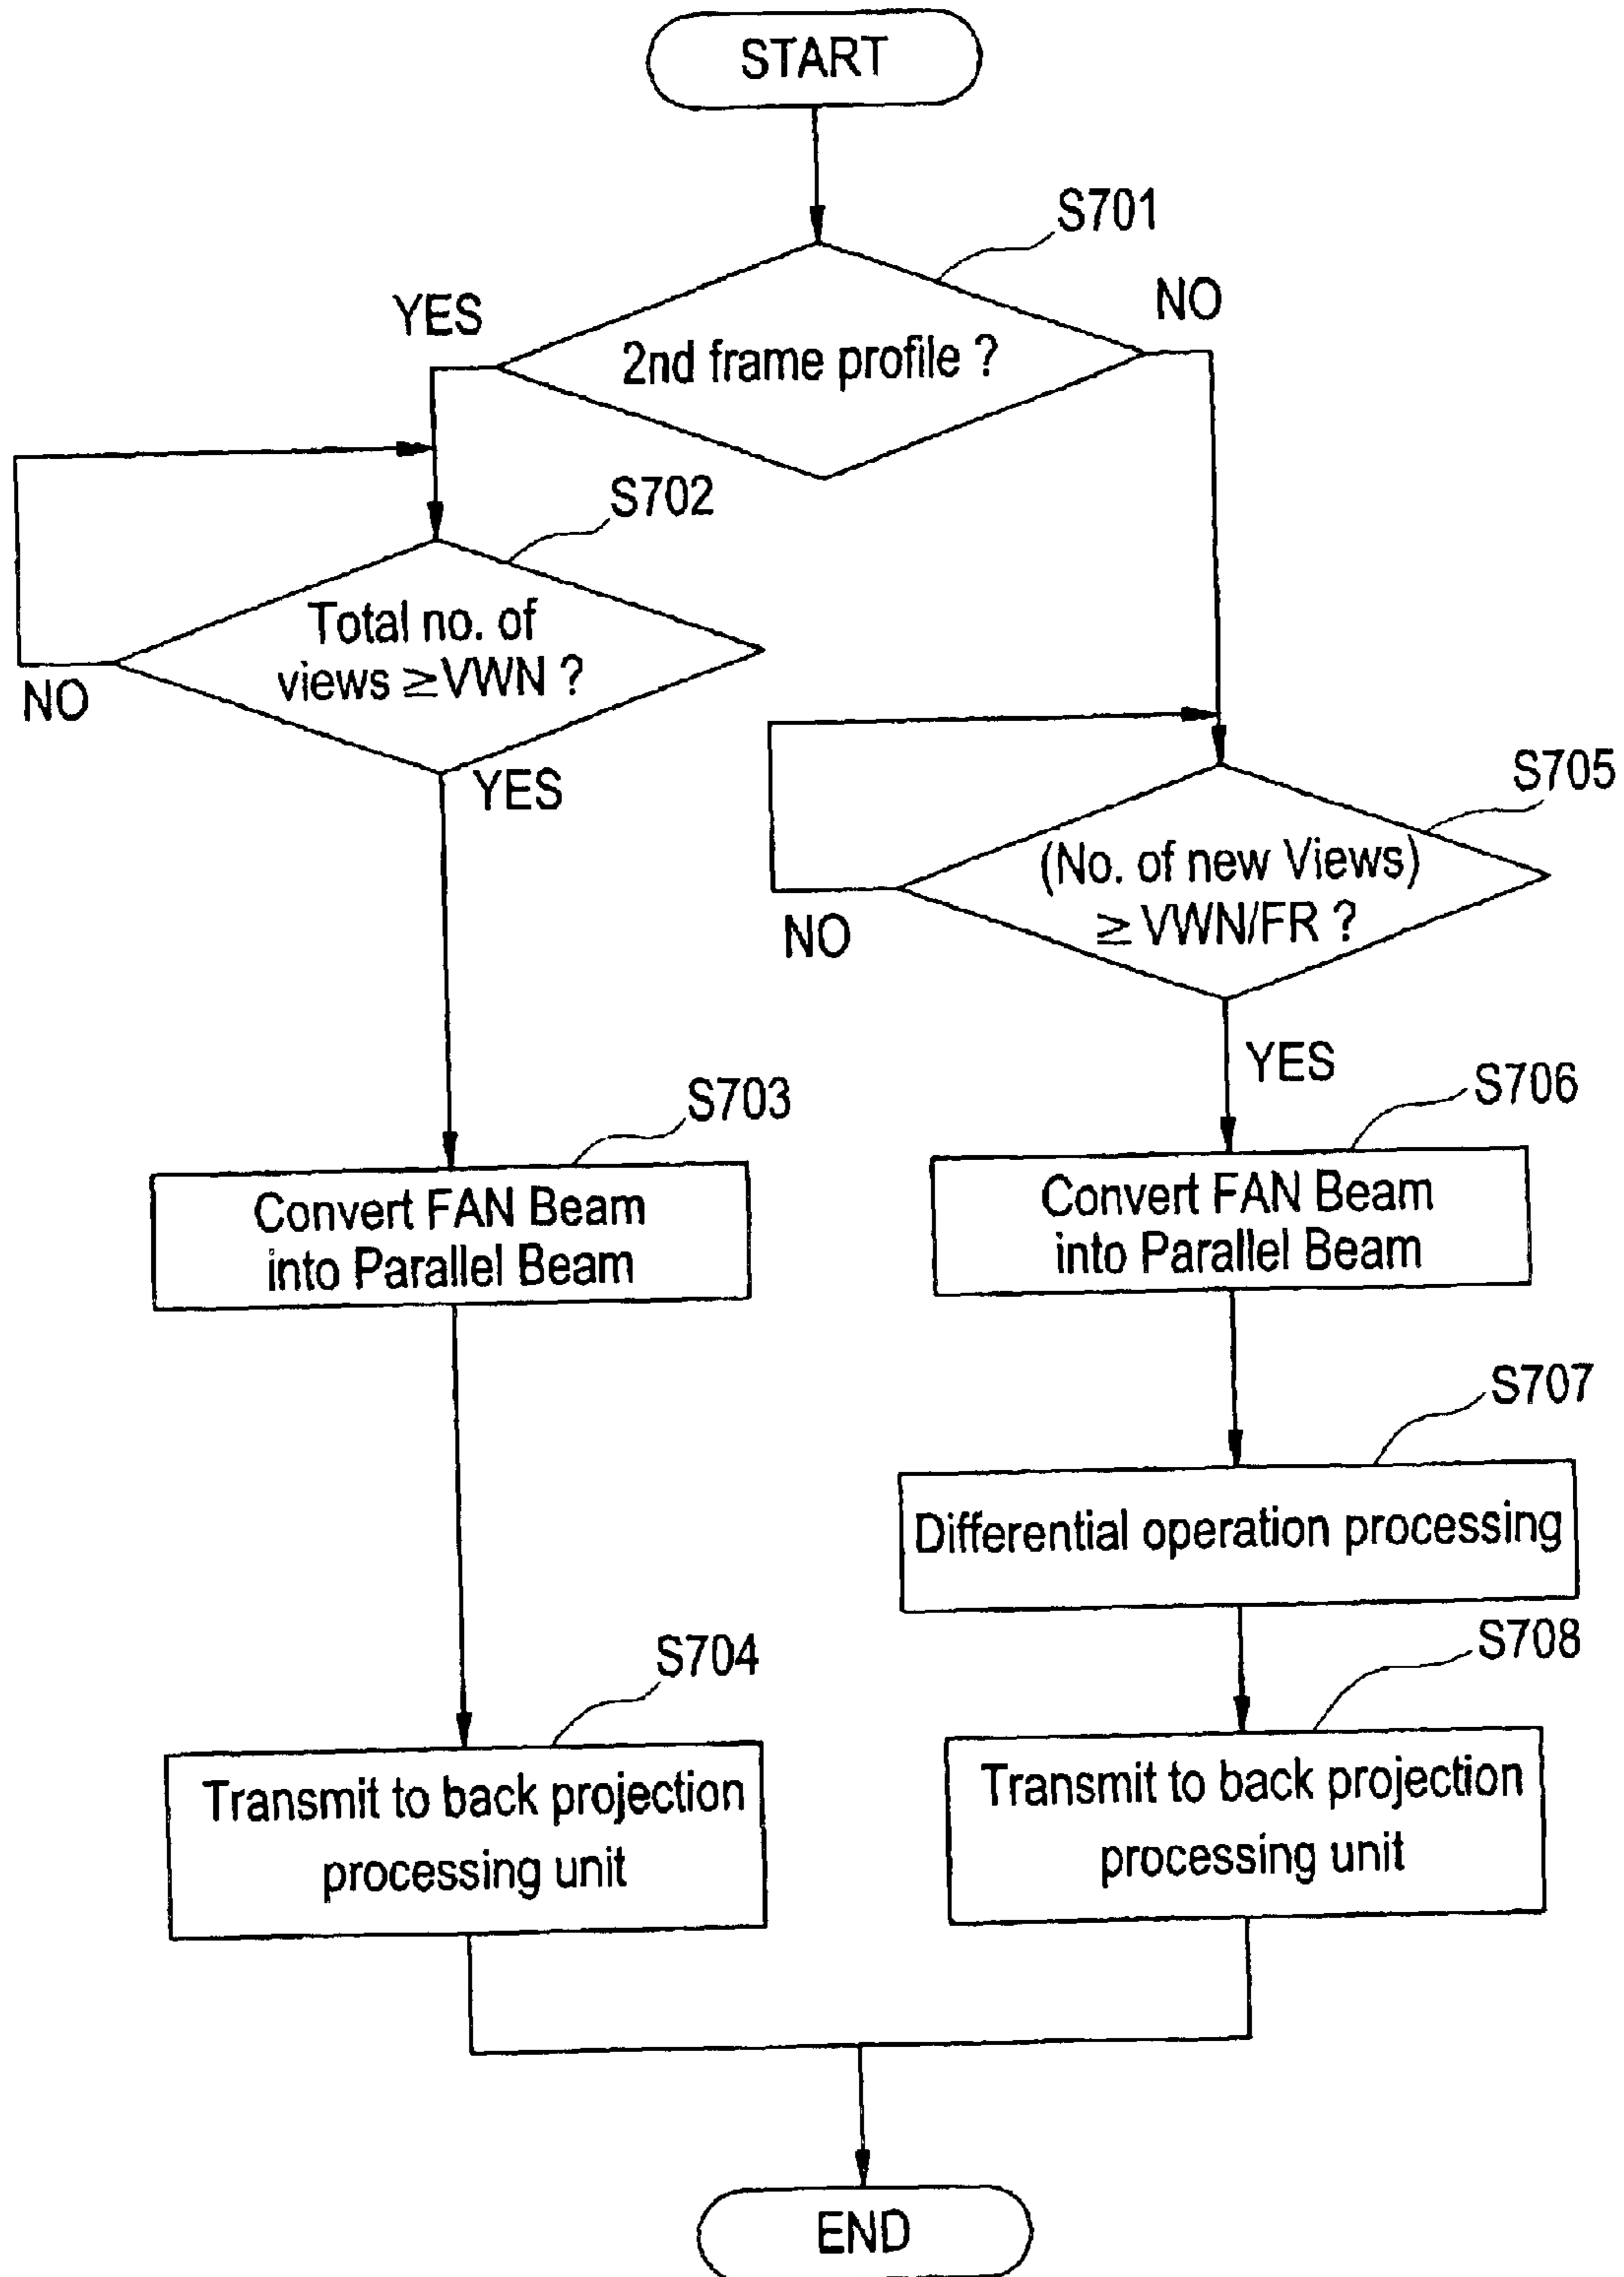 START
S701
YES
NO
2nd frame profile ?
S702
Total no. of
views ≧VWN ?
NO
YES
S705
(No. of new Views)
≧ VWN/FR ?
NO
YES
S703
Convert FAN Beam
into Parallel Beam
S706
Convert FAN Beam
into Parallel Beam
S707
Differential operation processing
S704
Transmit to back projection
processing unit
S708
Transmit to back projection
processing unit
END